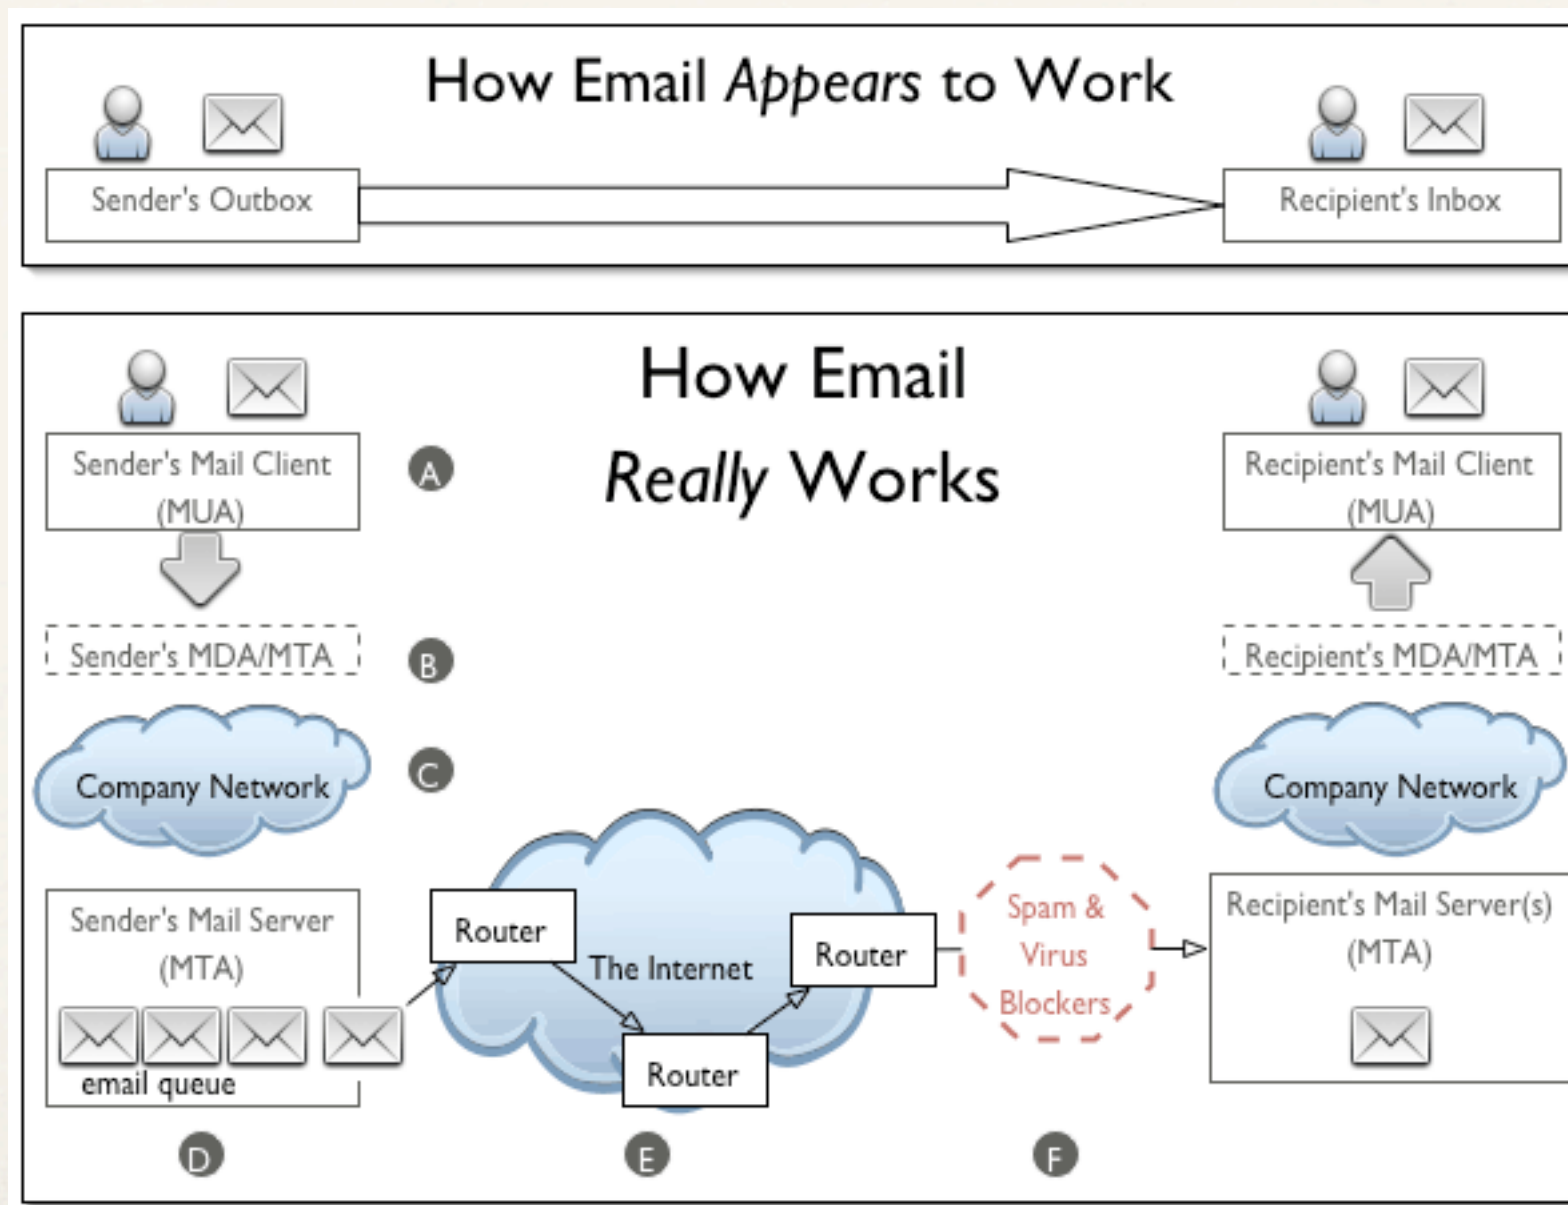 How Email Appears to Work
Sender's Outbox
Recipient's Inbox
How Email
Really Works
Sender's Mail Client
(MUA)
A
Recipient's Mail Client
(MUA)
Sender's MDA/MTA
B
Recipient's MDA/MTA
Company Network
C
Company Network
Sender's Mail Server
(MTA)
email queue
Router
The Internet
Router
Router
Spam &
Virus
Blockers
Recipient's Mail Server(s)
(MTA)
D
E
F